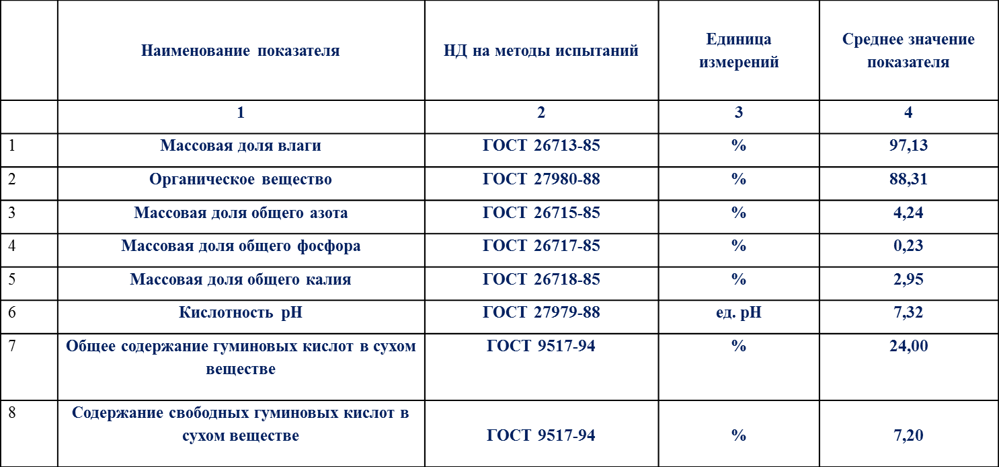 Наименование показателя НД на методы испытаний Единица измерений Среднее значение показателя
1 2 3 4
1 Массовая доля влаги ГОСТ 26713-85 % 97,13
2 Органическое вещество ГОСТ 27980-88 % 88,31
3 Массовая доля общего азота ГОСТ 26715-85 % 4,24
4 Массовая доля общего фосфора ГОСТ 26717-85 % 0,23
5 Массовая доля общего калия ГОСТ 26718-85 % 2,95
6 Кислотность pH ГОСТ 27979-88 ед. pH 7,32
7 Общее содержание гуминовых кислот в сухом веществе ГОСТ 9517-94 % 24,00
8 Содержание свободных гуминовых кислот в сухом веществе ГОСТ 9517-94 % 7,20